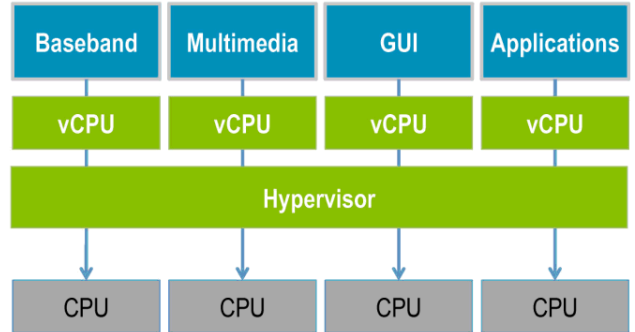 Baseband
Multimedia
GUI
Applications
vCPU
vCPU
vCPU
vCPU
Hypervisor
CPU
CPU
CPU
CPU